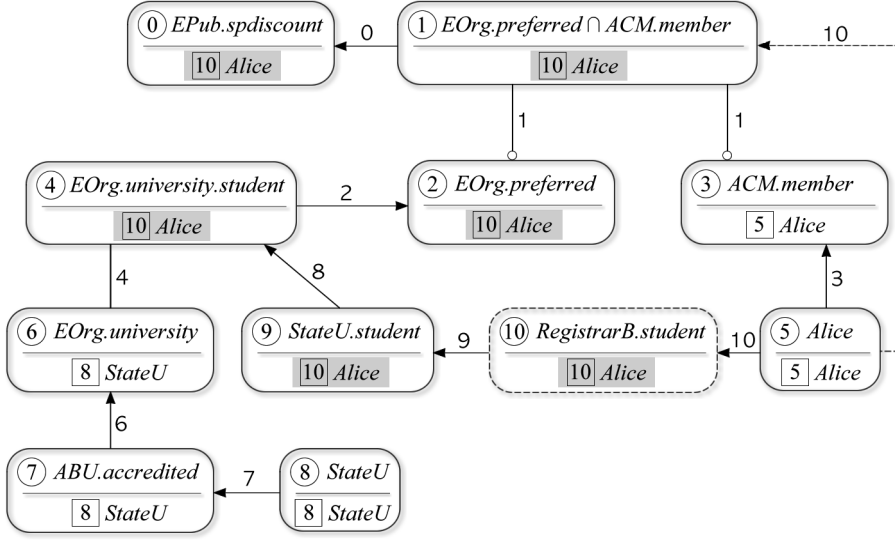 0 EPub.spdiscount
10 Alice
0
1 EOrg.preferred ∩ ACM.member
10 Alice
10
1
1
4 EOrg.university.student
10 Alice
2
2 EOrg.preferred
10 Alice
3 ACM.member
5 Alice
4
8
3
6 EOrg.university
8 StateU
9 StateU.student
10 Alice
9
10 RegistrarB.student
10 Alice
10
5 Alice
5 Alice
6
7 ABU.accredited
8 StateU
7
8 StateU
8 StateU